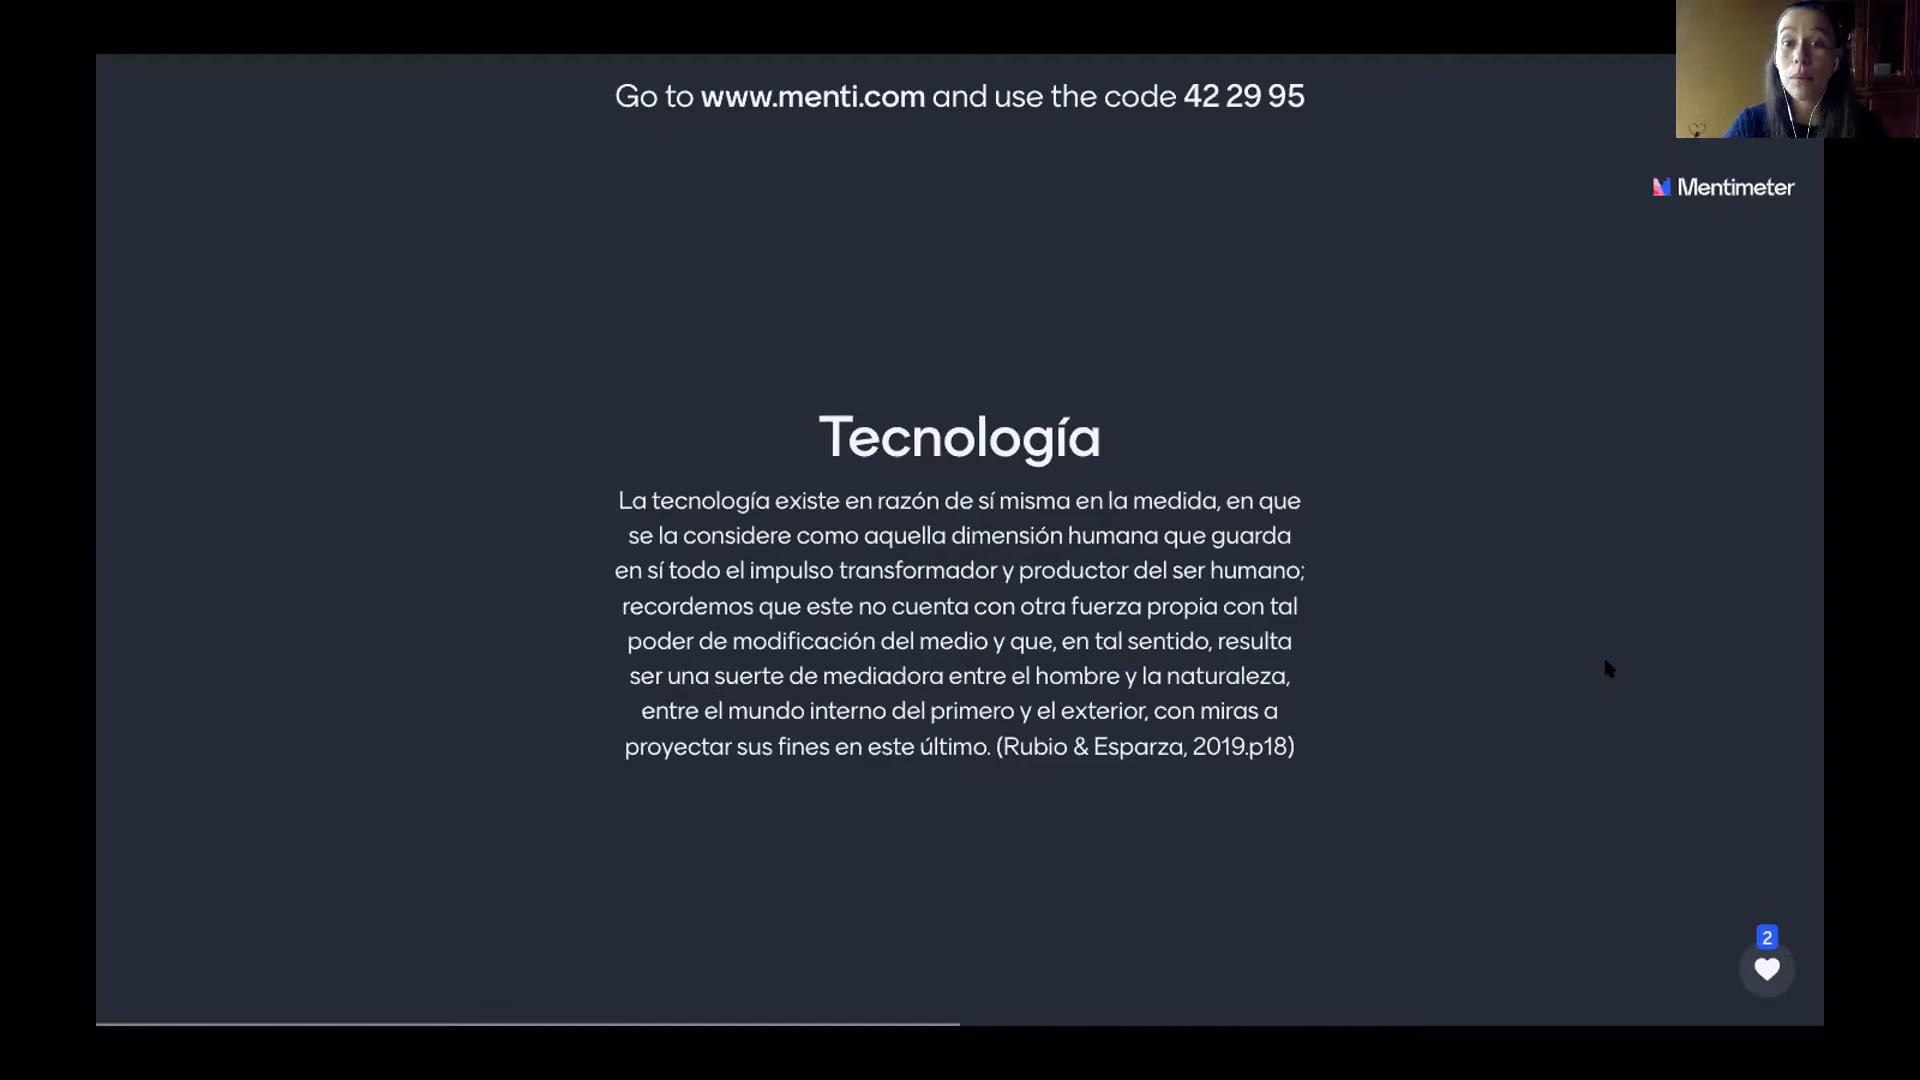 Go to www.menti.com and use the code 42 29 95
Mentimeter
Tecnología
La tecnología existe en razón de sí misma en la medida, en que
se la considere como aquella dimensión humana que guarda
en sí todo el impulso transformador y productor del ser humano;
recordemos que este no cuenta con otra fuerza propia con tal
poder de modificación del medio y que, en tal sentido, resulta
ser una suerte de mediadora entre el hombre y la naturaleza,
entre el mundo interno del primero y el exterior, con miras a
proyectar sus fines en este último. (Rubio & Esparza, 2019.p18)
2